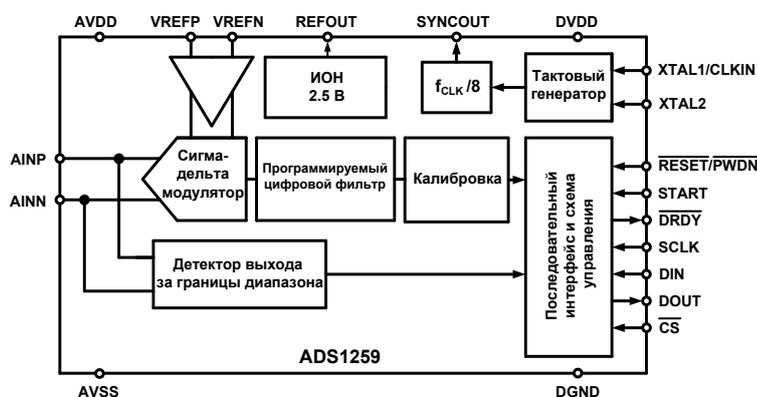 AVDD VREFP VREFN REFOUT SYNCOUT DVDD
ИОН
2.5 В
fCLK /8
Тактовый
генератор
XTAL1/CLKIN
XTAL2
AINP
AINN
Сигма-
дельта
модулятор
Программируемый
цифровой фильтр
Калибровка
Последовательный
интерфейс и схема
управления
RESET/PWDN
START
DRDY
SCLK
DIN
DOUT
CS
Детектор выхода
за границы диапазона
ADS1259
AVSS DGND